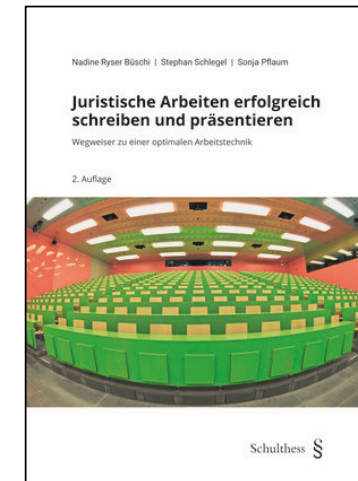 Nadine Ryser Büschi | Stephan Schlegel | Sonja Pflaum
Juristische Arbeiten erfolgreich
schreiben und präsentieren
Wegweiser zu einer optimalen Arbeitstechnik
2. Auflage
Schulthess §